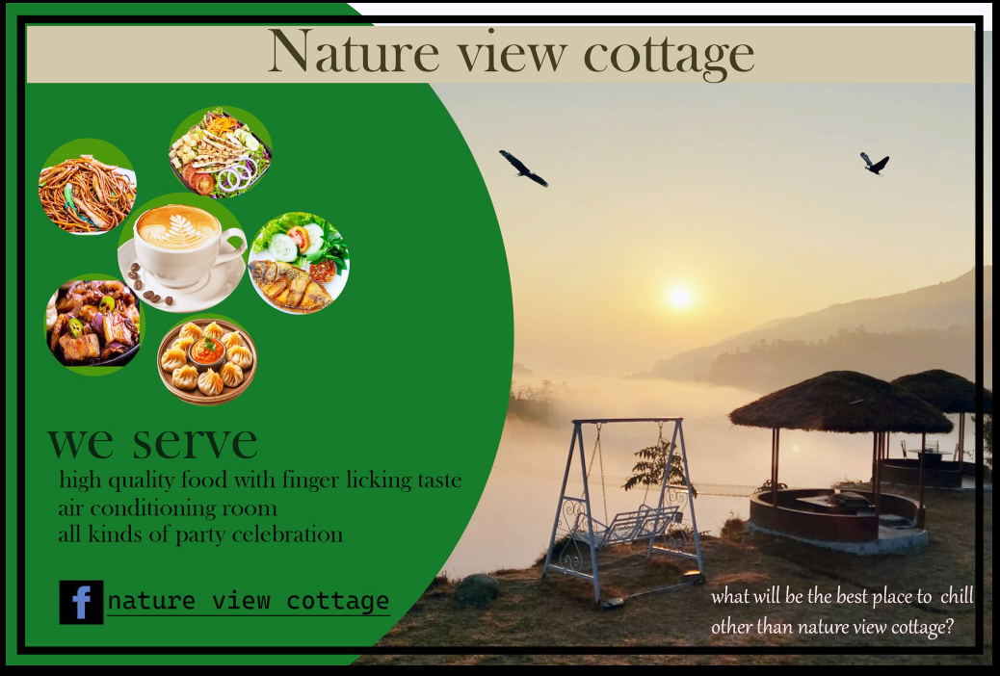 Nature view cottage
we serve
high quality food with finger licking taste
air conditioning room
all kinds of party celebration
f nature view cottage
what will be the best place to chill
other than nature view cottage?